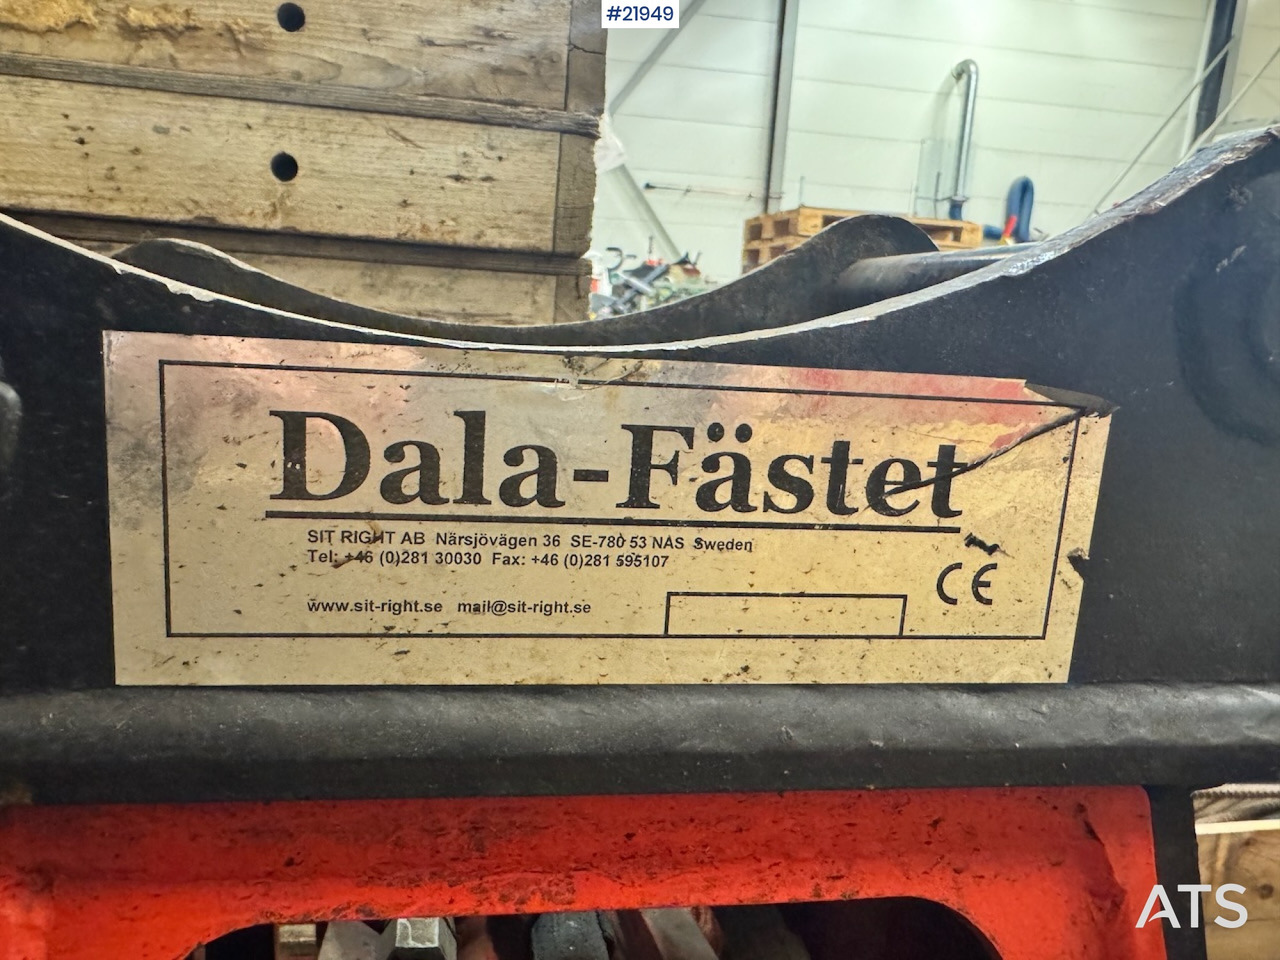 #21949
Dala-Fästet
SIT RIGHT AB Närsjövägen 36 SE-780 53 NÅS Sweden
Tel: +46 (0)281 30030 Fax: +46 (0)281 595107
www.sit-right.se mail@sit-right.se
CE
ATS